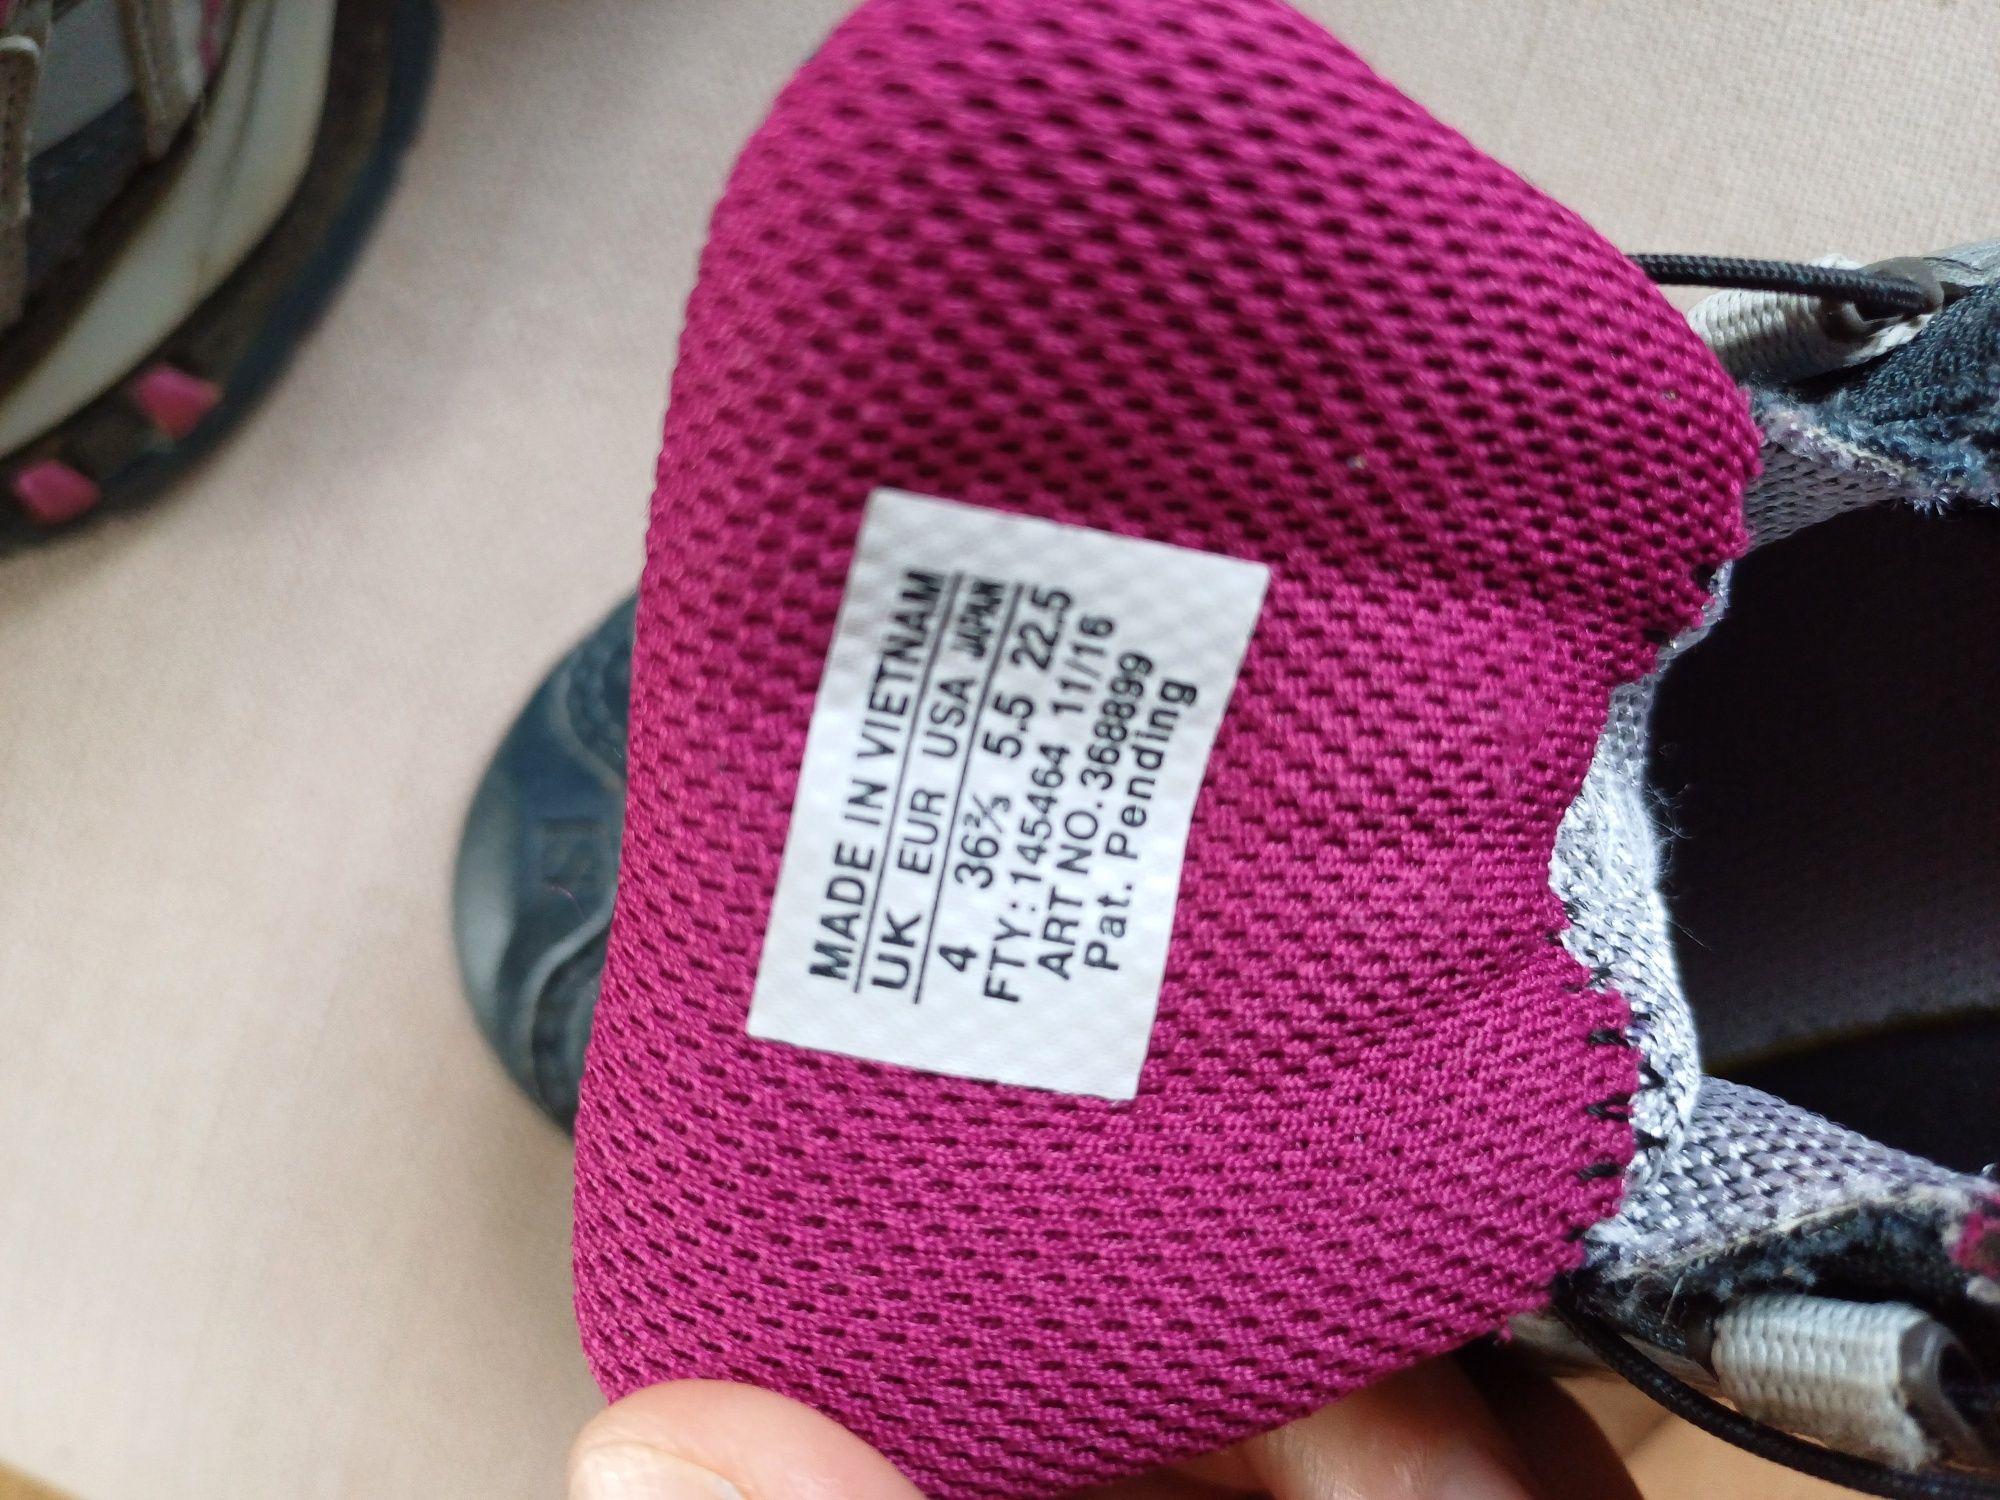 MADE IN VIETNAM
UK EUR USA JAPAN
4 36⅔ 5.5 22.5
FTY:145464 11/16
ART NO.368899
Pat. Pending